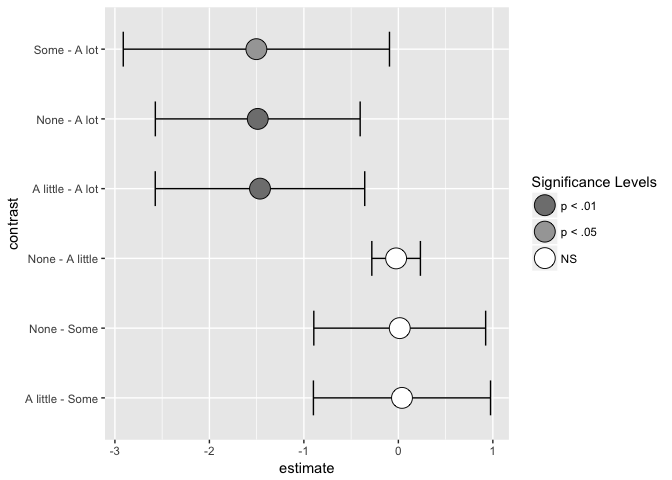 Some - A lot
None - A lot
A little - A lot
None - A little
None - Some
A little - Some
contrast
-3 -2 -1 0 1
estimate
Significance Levels
p < .01
p < .05
NS